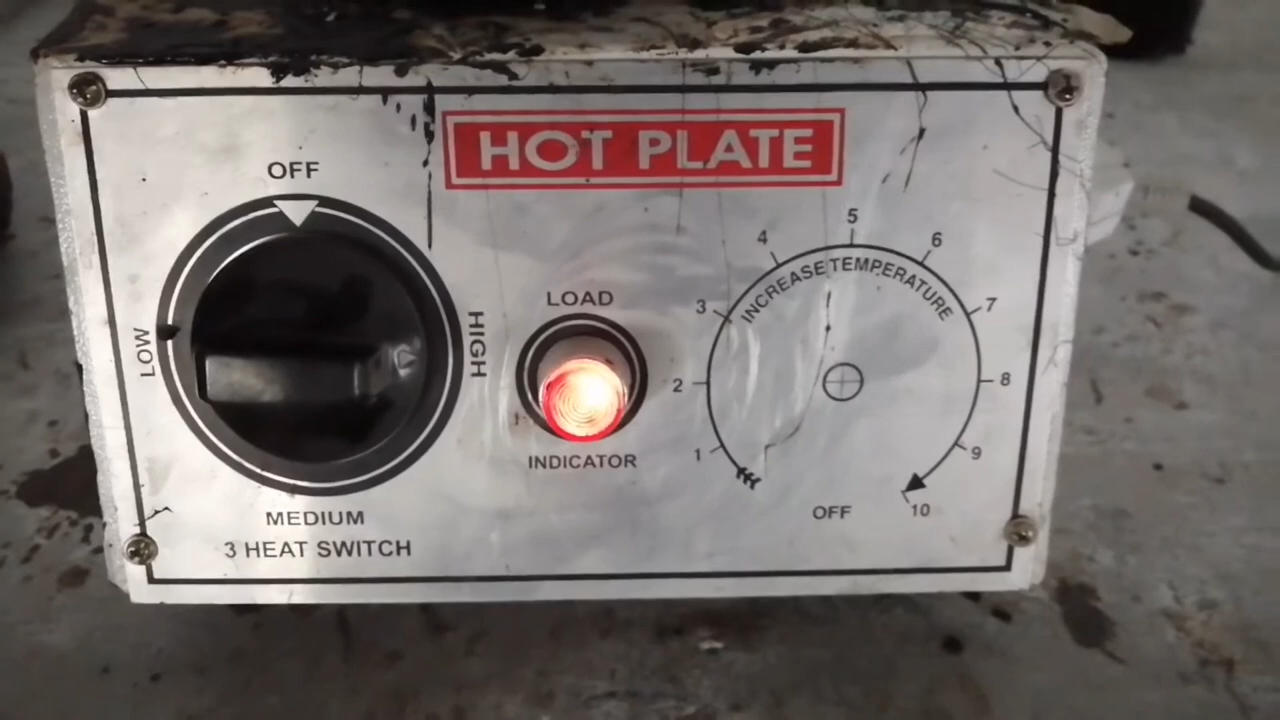 HOT PLATE
OFF
LOW
HIGH
MEDIUM
3 HEAT SWITCH
LOAD
INDICATOR
INCREASE TEMPERATURE
1
2
3
4
5
6
7
8
9
10
OFF